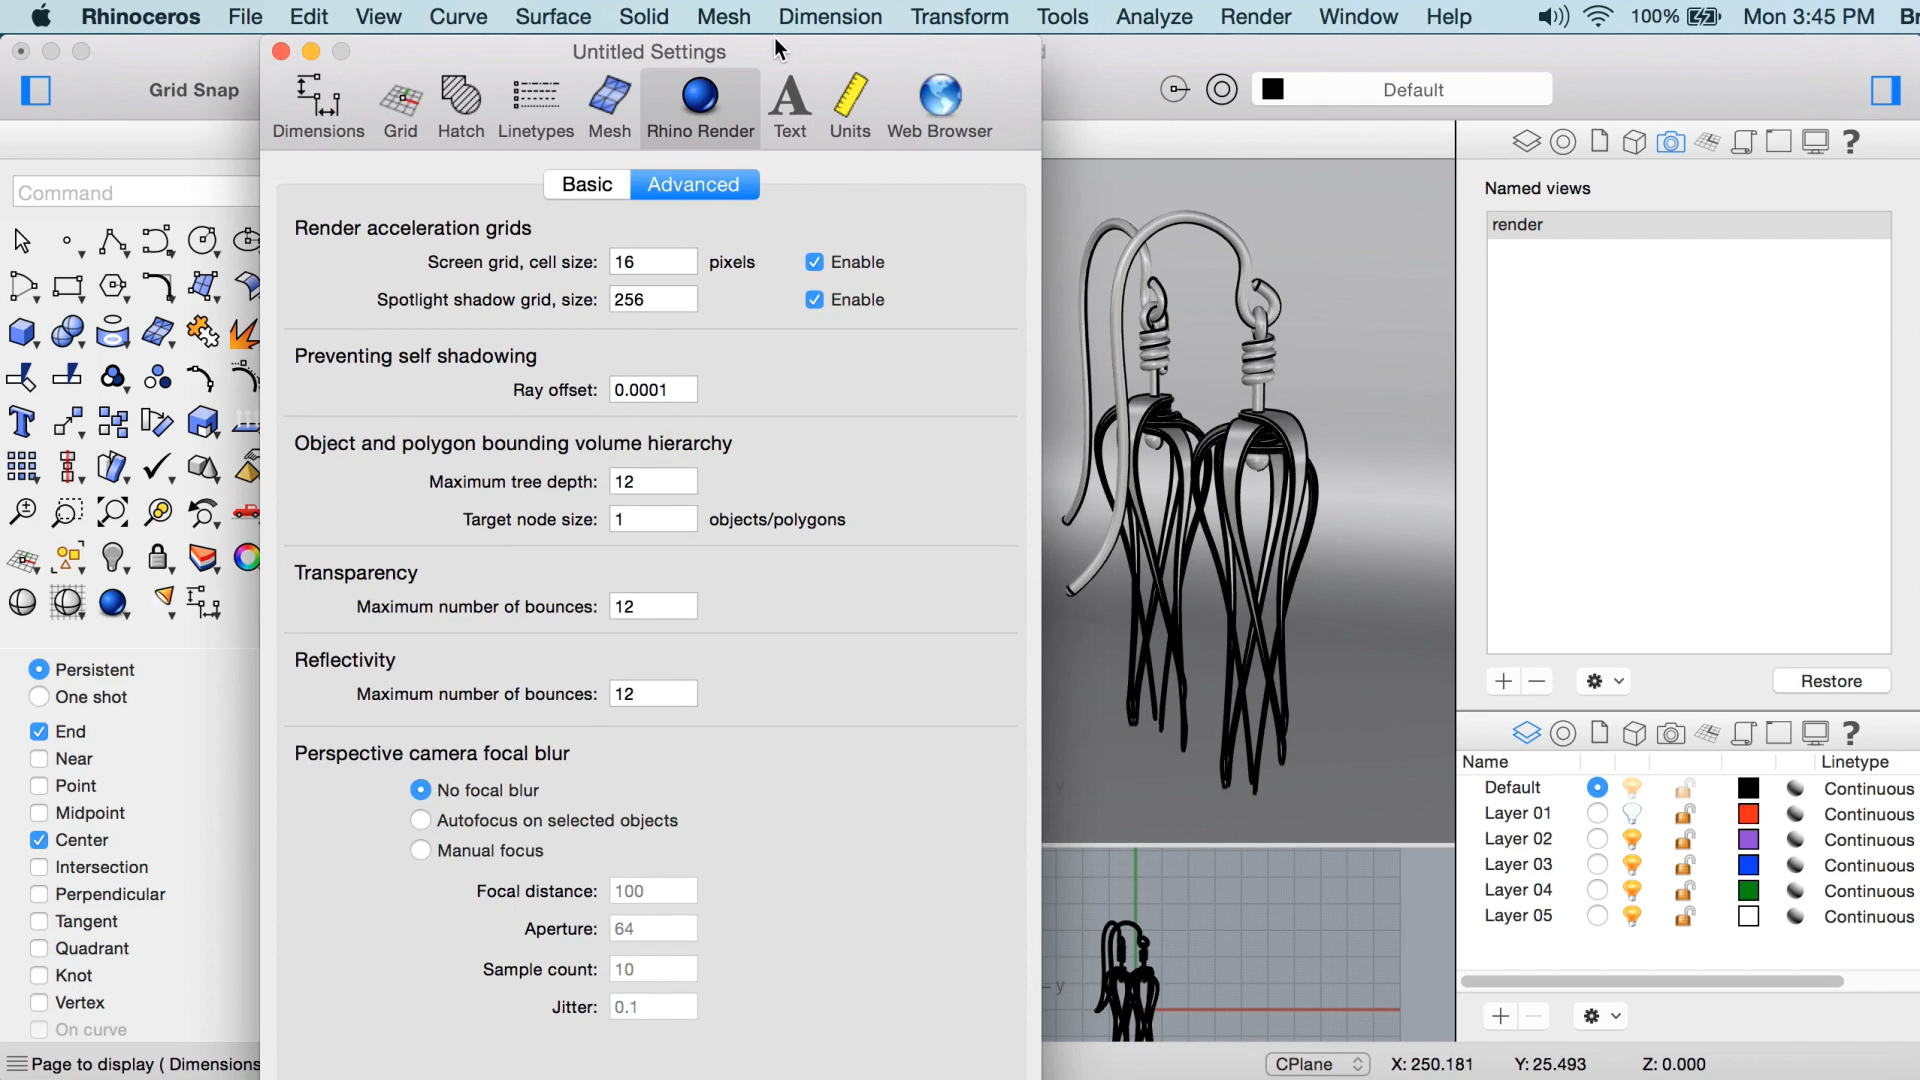 Rhinoceros File Edit View Curve Surface Solid Mesh Dimension Transform Tools Analyze Render Window Help 100% Mon 3:45 PM Br
Untitled Settings
Grid Snap
Default
Dimensions Grid Hatch Linetypes Mesh Rhino Render Text Units Web Browser
Command
Basic Advanced
Render acceleration grids
Screen grid, cell size: 16 pixels Enable
Spotlight shadow grid, size: 256 Enable
Preventing self shadowing
Ray offset: 0.0001
Object and polygon bounding volume hierarchy
Maximum tree depth: 12
Target node size: 1 objects/polygons
Transparency
Maximum number of bounces: 12
Reflectivity
Maximum number of bounces: 12
Perspective camera focal blur
No focal blur
Autofocus on selected objects
Manual focus
Focal distance: 100
Aperture: 64
Sample count: 10
Jitter: 0.1
Persistent
One shot
End
Near
Point
Midpoint
Center
Intersection
Perpendicular
Tangent
Quadrant
Knot
Vertex
On curve
Page to display ( Dimensions
Named views
render
Restore
Name Linetype
Default Continuous
Layer 01 Continuous
Layer 02 Continuous
Layer 03 Continuous
Layer 04 Continuous
Layer 05 Continuous
y
CPlane X: 250.181 Y: 25.493 Z: 0.000